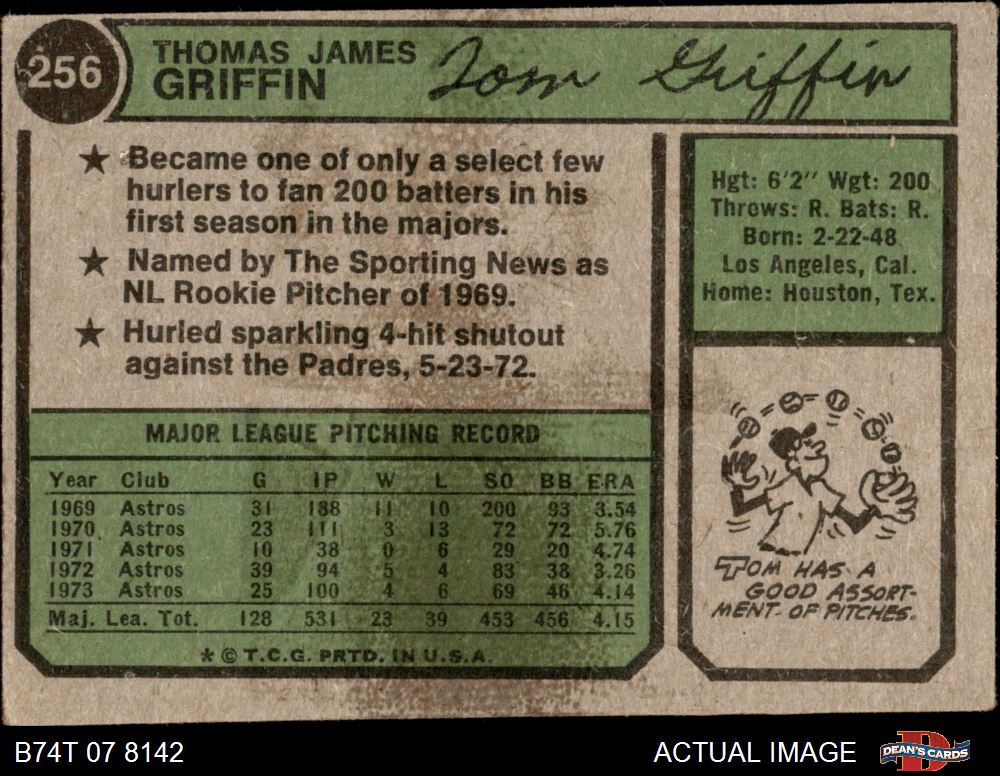 256
THOMAS JAMES
GRIFFIN
Tom Griffin
★ Became one of only a select few
hurlers to fan 200 batters in his
first season in the majors.
★ Named by The Sporting News as
NL Rookie Pitcher of 1969.
★ Hurled sparkling 4-hit shutout
against the Padres, 5-23-72.
Hgt: 6'2" Wgt: 200
Throws: R. Bats: R.
Born: 2-22-48
Los Angeles, Cal.
Home: Houston, Tex.
MAJOR LEAGUE PITCHING RECORD
Year Club G IP W L SO BB ERA
1969 Astros 31 188 11 10 200 93 3.54
1970 Astros 23 111 3 13 72 72 5.76
1971 Astros 10 38 0 6 29 20 4.74
1972 Astros 39 94 5 4 83 38 3.26
1973 Astros 25 100 4 6 69 46 4.14
Maj. Lea. Tot. 128 531 23 39 453 456 4.15
* © T.C.G. PRTD. IN U.S.A.
TOM HAS A
GOOD ASSORT-
MENT OF PITCHES.
B74T 07 8142
ACTUAL IMAGE
DEAN'S CARDS